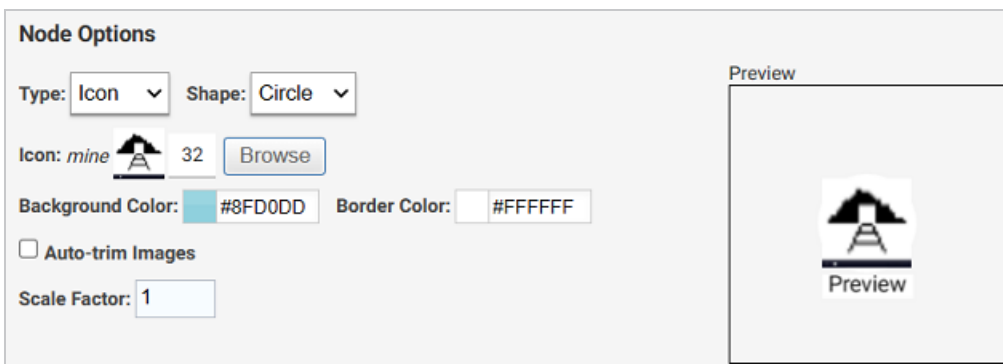 Node Options
Preview
Type: Icon Shape: Circle
Icon: mine 32 Browse
Background Color: #8FD0DD Border Color: #FFFFFF
Auto-trim Images
Preview
Scale Factor: 1